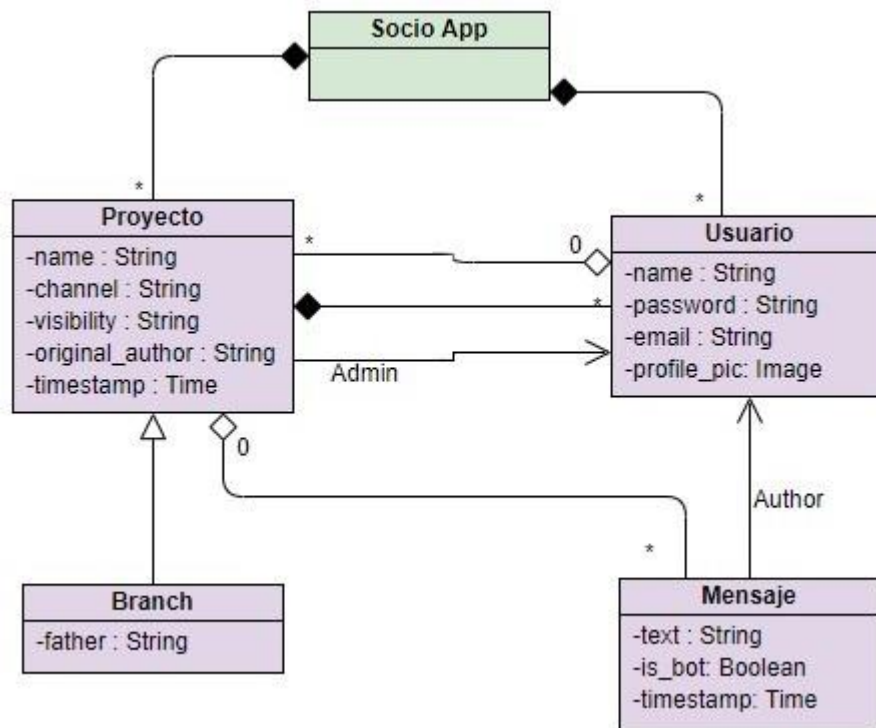 Socio App
*
*
Proyecto
-name : String
-channel : String
-visibility : String
-original_author : String
-timestamp : Time
*
0
*
Admin
Usuario
-name : String
-password : String
-email : String
-profile_pic: Image
0
*
Author
Branch
-father : String
Mensaje
-text : String
-is_bot: Boolean
-timestamp: Time